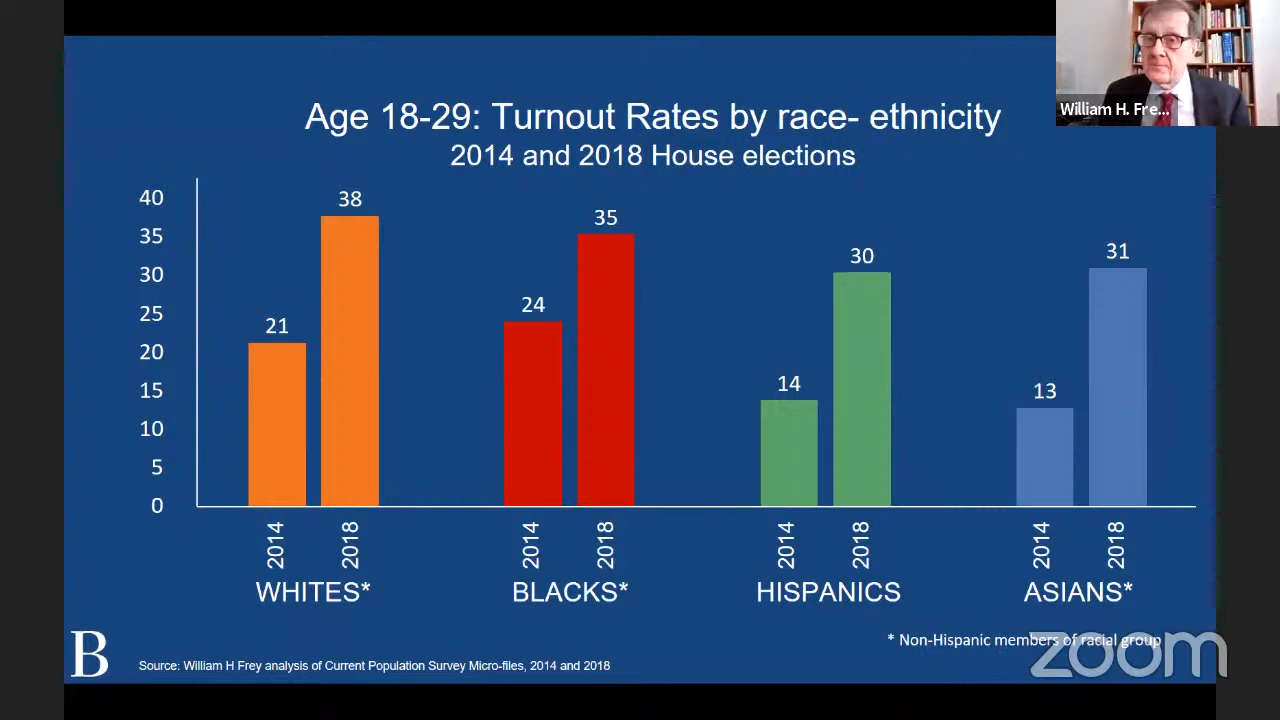 William H. Fre...
Age 18-29: Turnout Rates by race- ethnicity
2014 and 2018 House elections
40
35
30
25
20
15
10
5
0
21
38
24
35
14
30
13
31
2014
2018
2014
2018
2014
2018
2014
2018
WHITES*
BLACKS*
HISPANICS
ASIANS*
* Non-Hispanic members of racial group
B
Source: William H Frey analysis of Current Population Survey Micro-files, 2014 and 2018
zoom